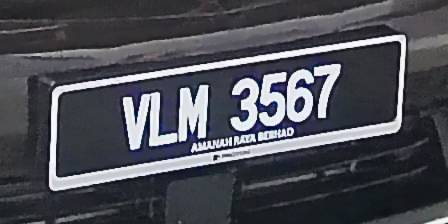 VLM 3567
AMANAH RAYA BERHAD